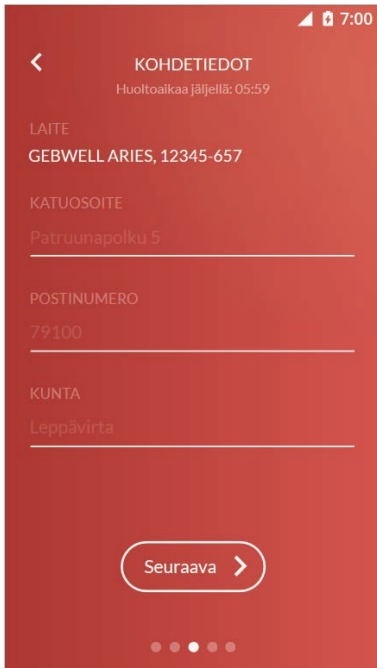 7:00
KOHDETIEDOT
Huoltoaikaa jäljellä: 05:59
LAITE
GEBWELL ARIES, 12345-657
KATUOSOITE
Patruunapolku 5
POSTINUMERO
79100
KUNTA
Leppävirta
Seuraava